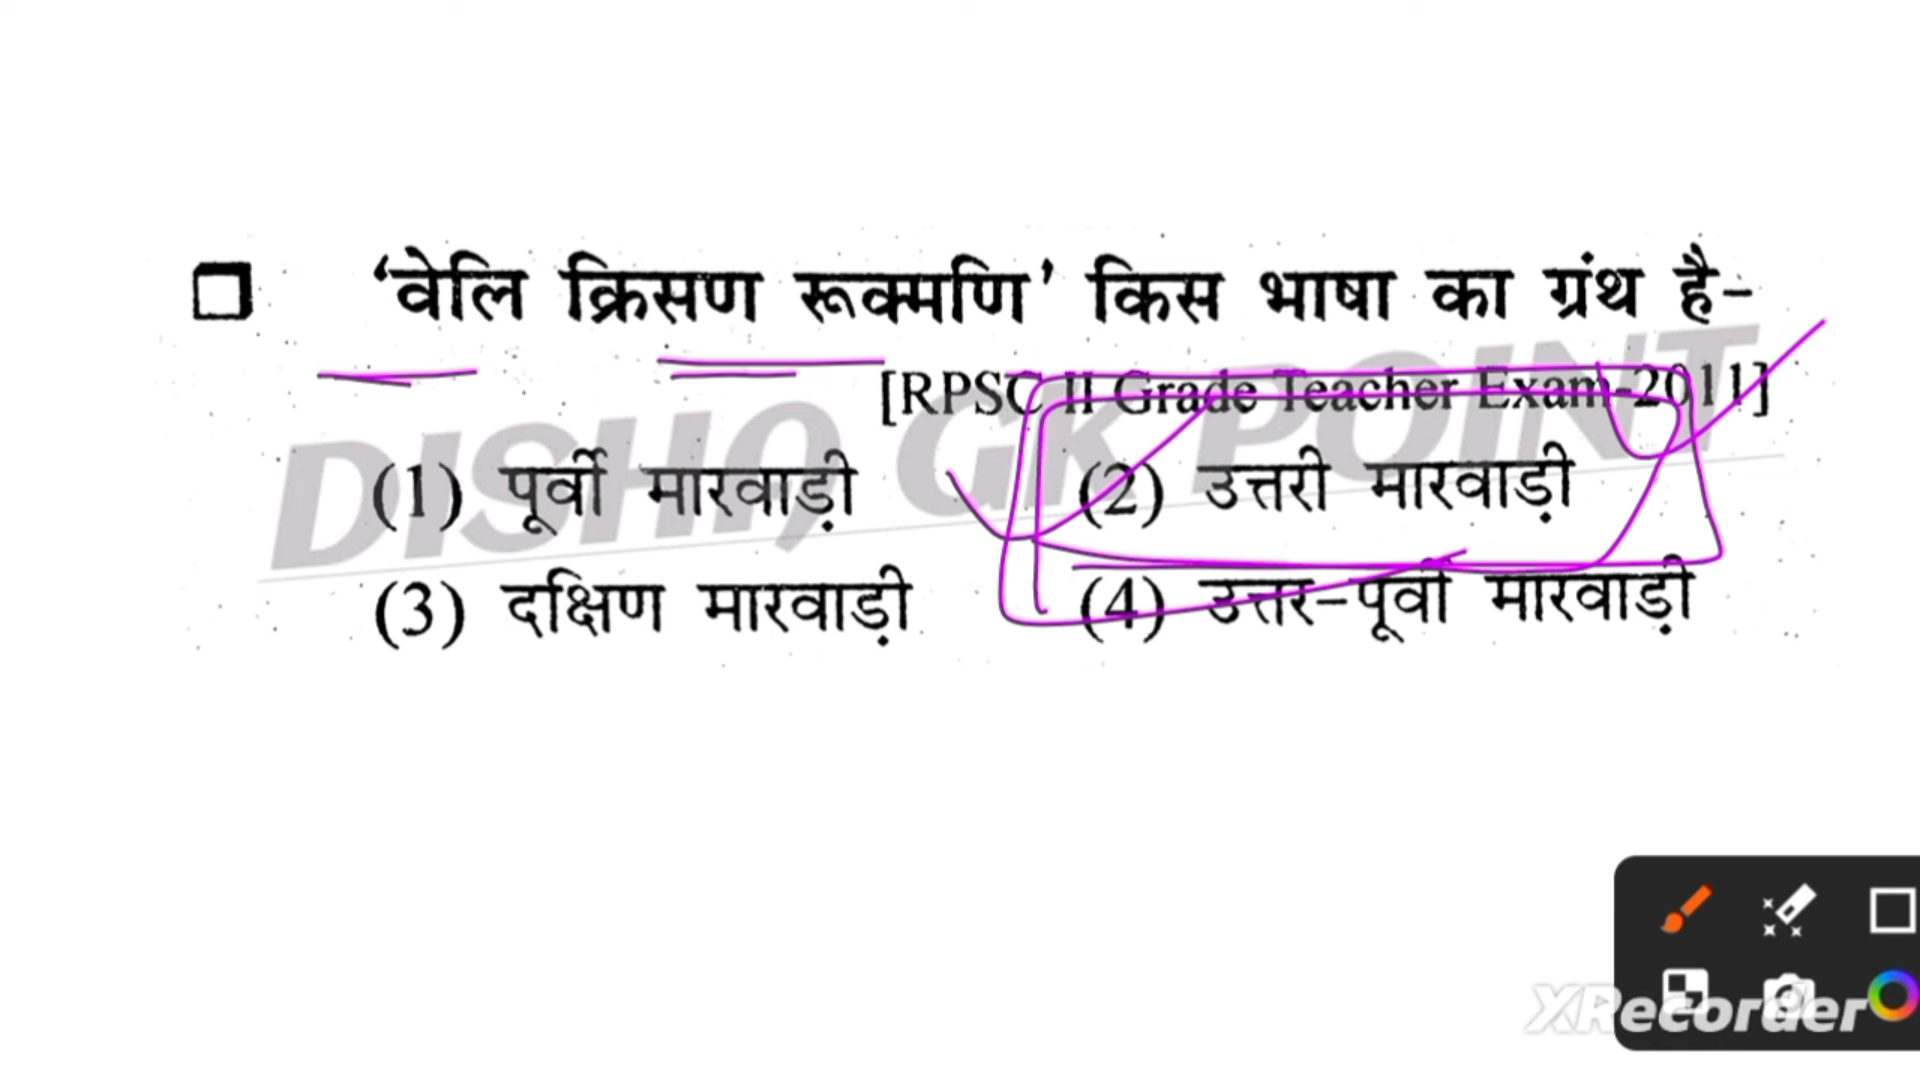 ☐ ‘वेलि क्रिसण रूक्मणि’ किस भाषा का ग्रंथ है-
[RPSC II Grade Teacher Exam-2011]
DISHA GK POINT
(1) पूर्वी मारवाड़ी (2) उत्तरी मारवाड़ी
(3) दक्षिण मारवाड़ी (4) उत्तर-पूर्वी मारवाड़ी
XRecorder